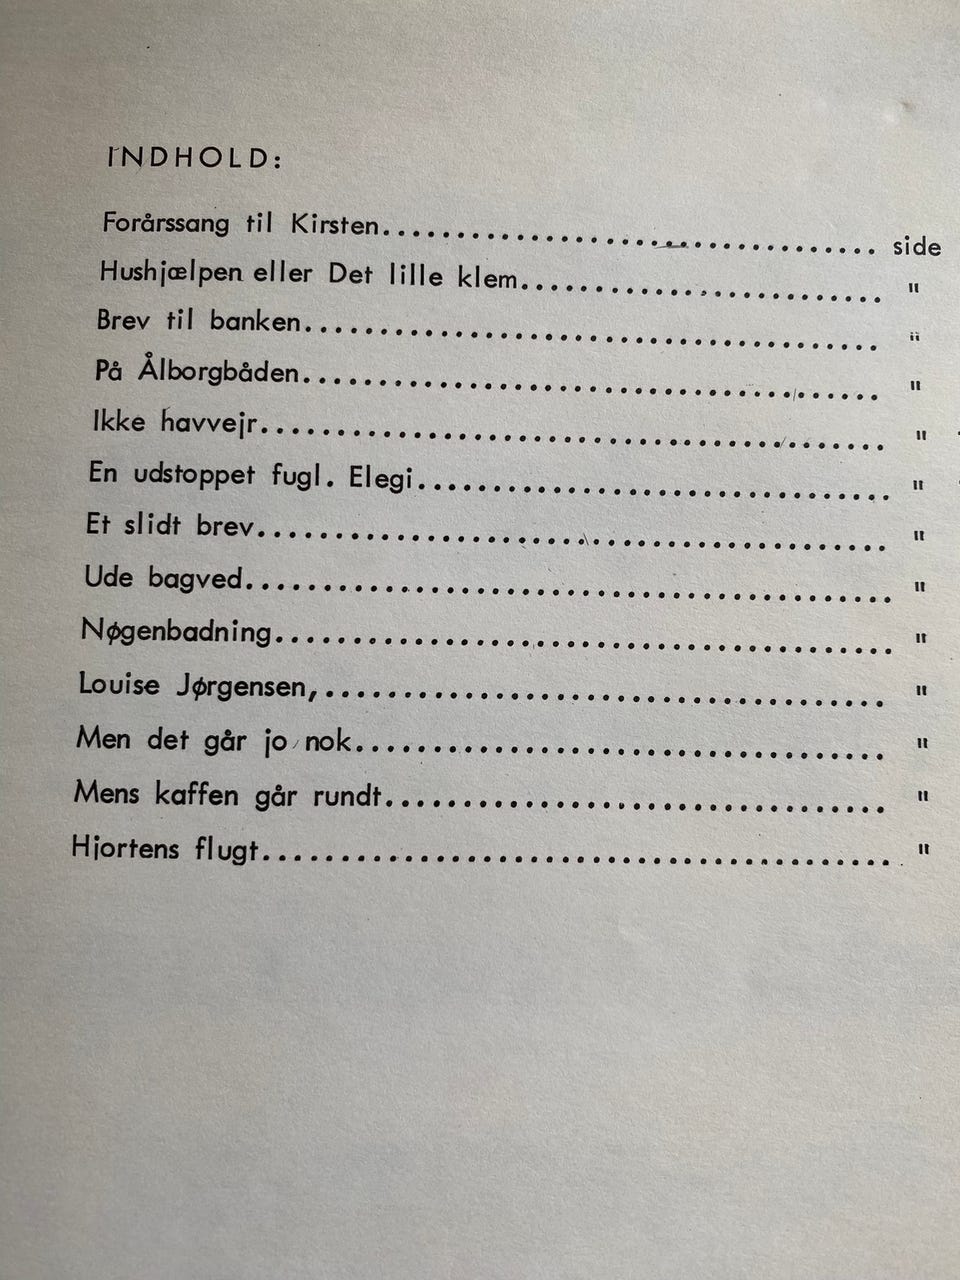 INDHOLD:
Forårssang til Kirsten................................ side
Hushjælpen eller Det lille klem........................ "
Brev til banken..................................... "
På Ålborgbåden..................................... "
Ikke havvejr........................................ "
En udstoppet fugl. Elegi............................... "
Et slidt brev........................................ "
Ude bagved........................................ "
Nøgenbadning...................................... "
Louise Jørgensen,................................... "
Men det går jo nok.................................. "
Mens kaffen går rundt................................ "
Hjortens flugt........................................ "